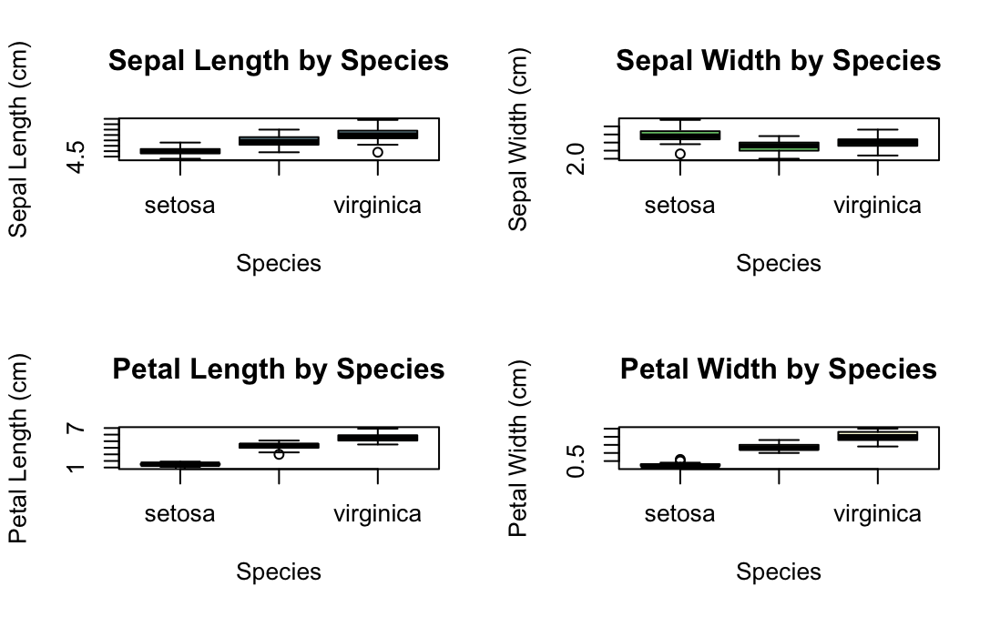 Sepal Length by Species
Sepal Length (cm)
4.5
setosa
virginica
Species
Sepal Width by Species
Sepal Width (cm)
2.0
setosa
virginica
Species
Petal Length by Species
Petal Length (cm)
7
1
setosa
virginica
Species
Petal Width by Species
Petal Width (cm)
0.5
setosa
virginica
Species